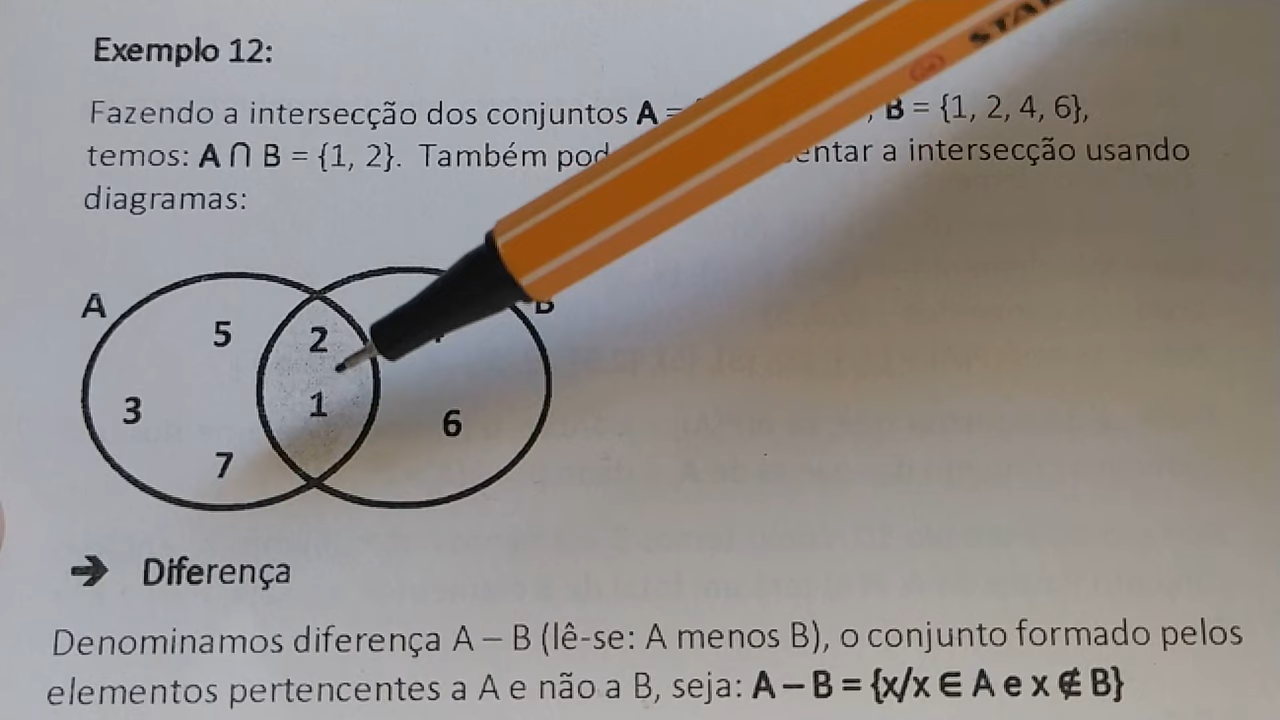 Exemplo 12:
Fazendo a intersecção dos conjuntos A = , B = {1, 2, 4, 6},
temos: A ∩ B = {1, 2}. Também pod entar a intersecção usando
diagramas:
A
B
5
2
3
1
6
7
➔ Diferença
Denominamos diferença A – B (lê-se: A menos B), o conjunto formado pelos
elementos pertencentes a A e não a B, seja: A – B = {x/x ∈ A e x ∉ B}